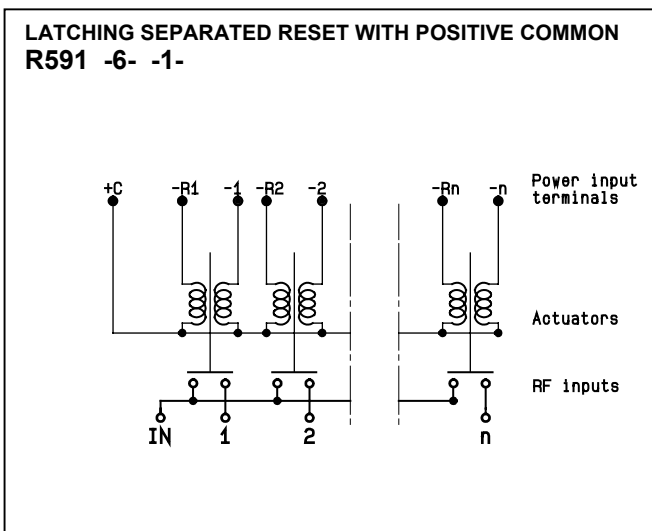 LATCHING SEPARATED RESET WITH POSITIVE COMMON
R591 -6- -1-
+C -R1 -1 -R2 -2 -Rn -n Power input
terminals
Actuators
RF inputs
IN 1 2 n